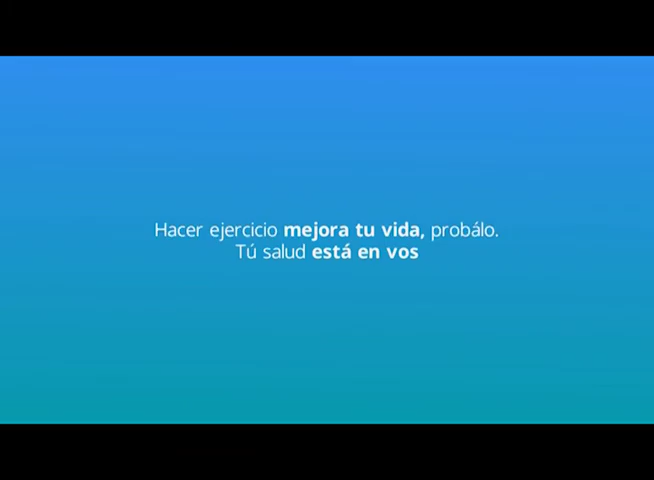 Hacer ejercicio mejora tu vida, probálo.
Tú salud está en vos